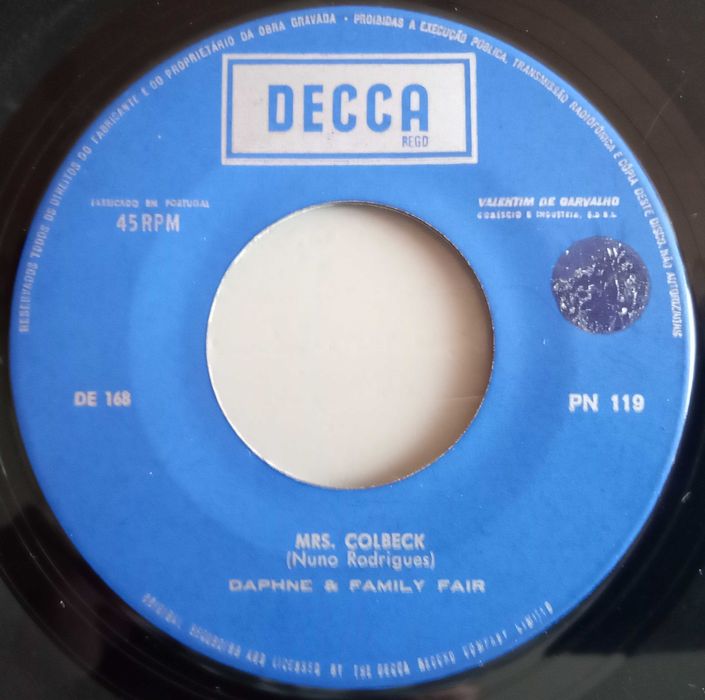 RESERVADOS TODOS OS DIREITOS DO FABRICANTE E DO PROPRIETÁRIO DA OBRA GRAVADA • PROIBIDAS A EXECUÇÃO PÚBLICA, TRANSMISSÃO RADIOFÓNICA E CÓPIA DESTE DISCO, NÃO AUTORIZADAS
DECCA
REGD
FABRICADO EM PORTUGAL
45 RPM
VALENTIM DE CARVALHO
COMÉRCIO E INDÚSTRIA, S.A.R.L.
DE 168
PN 119
MRS. COLBECK
(Nuno Rodrigues)
DAPHNE & FAMILY FAIR
ORIGINAL RECORDING AND LICENSED BY THE DECCA RECORD COMPANY LIMITED